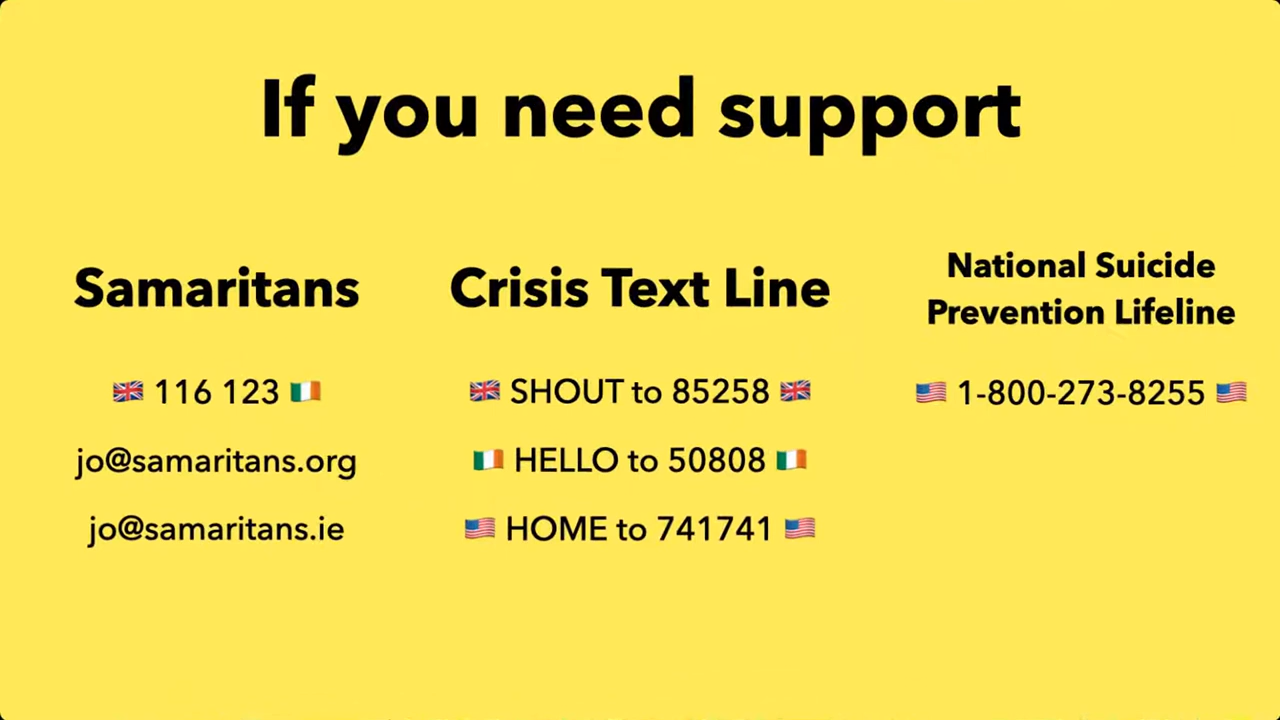 If you need support
Samaritans
🇬🇧 116 123 🇮🇪
jo@samaritans.org
jo@samaritans.ie
Crisis Text Line
🇬🇧 SHOUT to 85258 🇬🇧
🇮🇪 HELLO to 50808 🇮🇪
🇺🇸 HOME to 741741 🇺🇸
National Suicide
Prevention Lifeline
🇺🇸 1-800-273-8255 🇺🇸